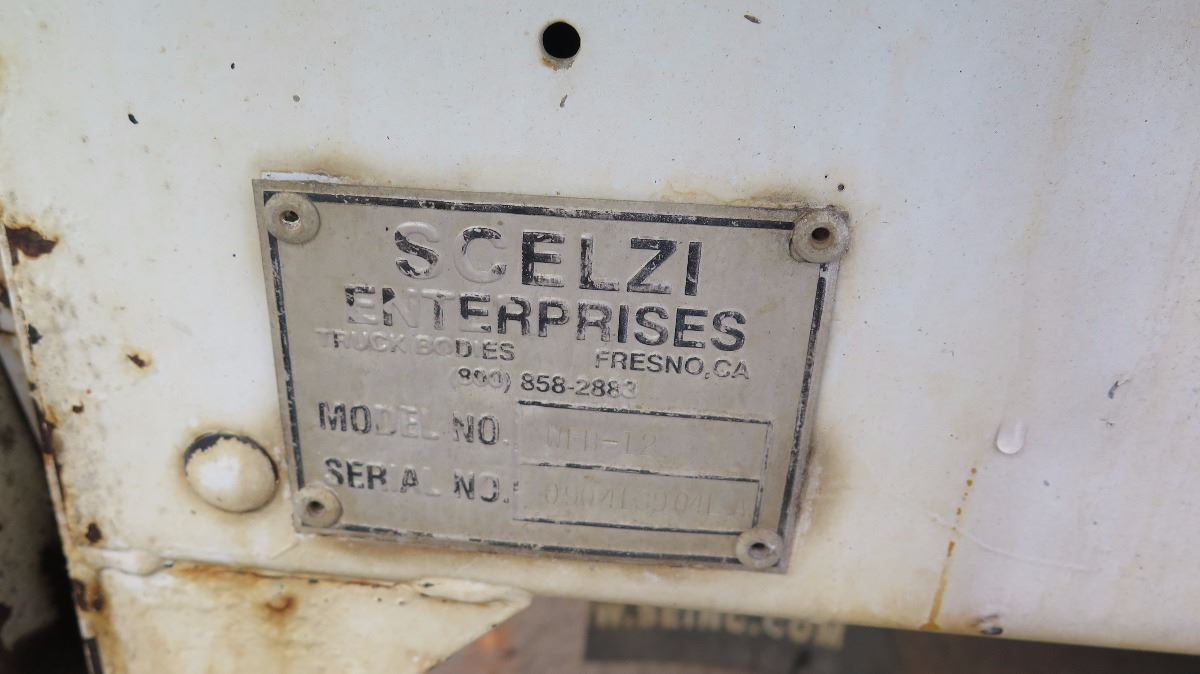 SCELZI
ENTERPRISES
TRUCK BODIES FRESNO, CA
(800) 858-2883
MODEL NO.
SERIAL NO.